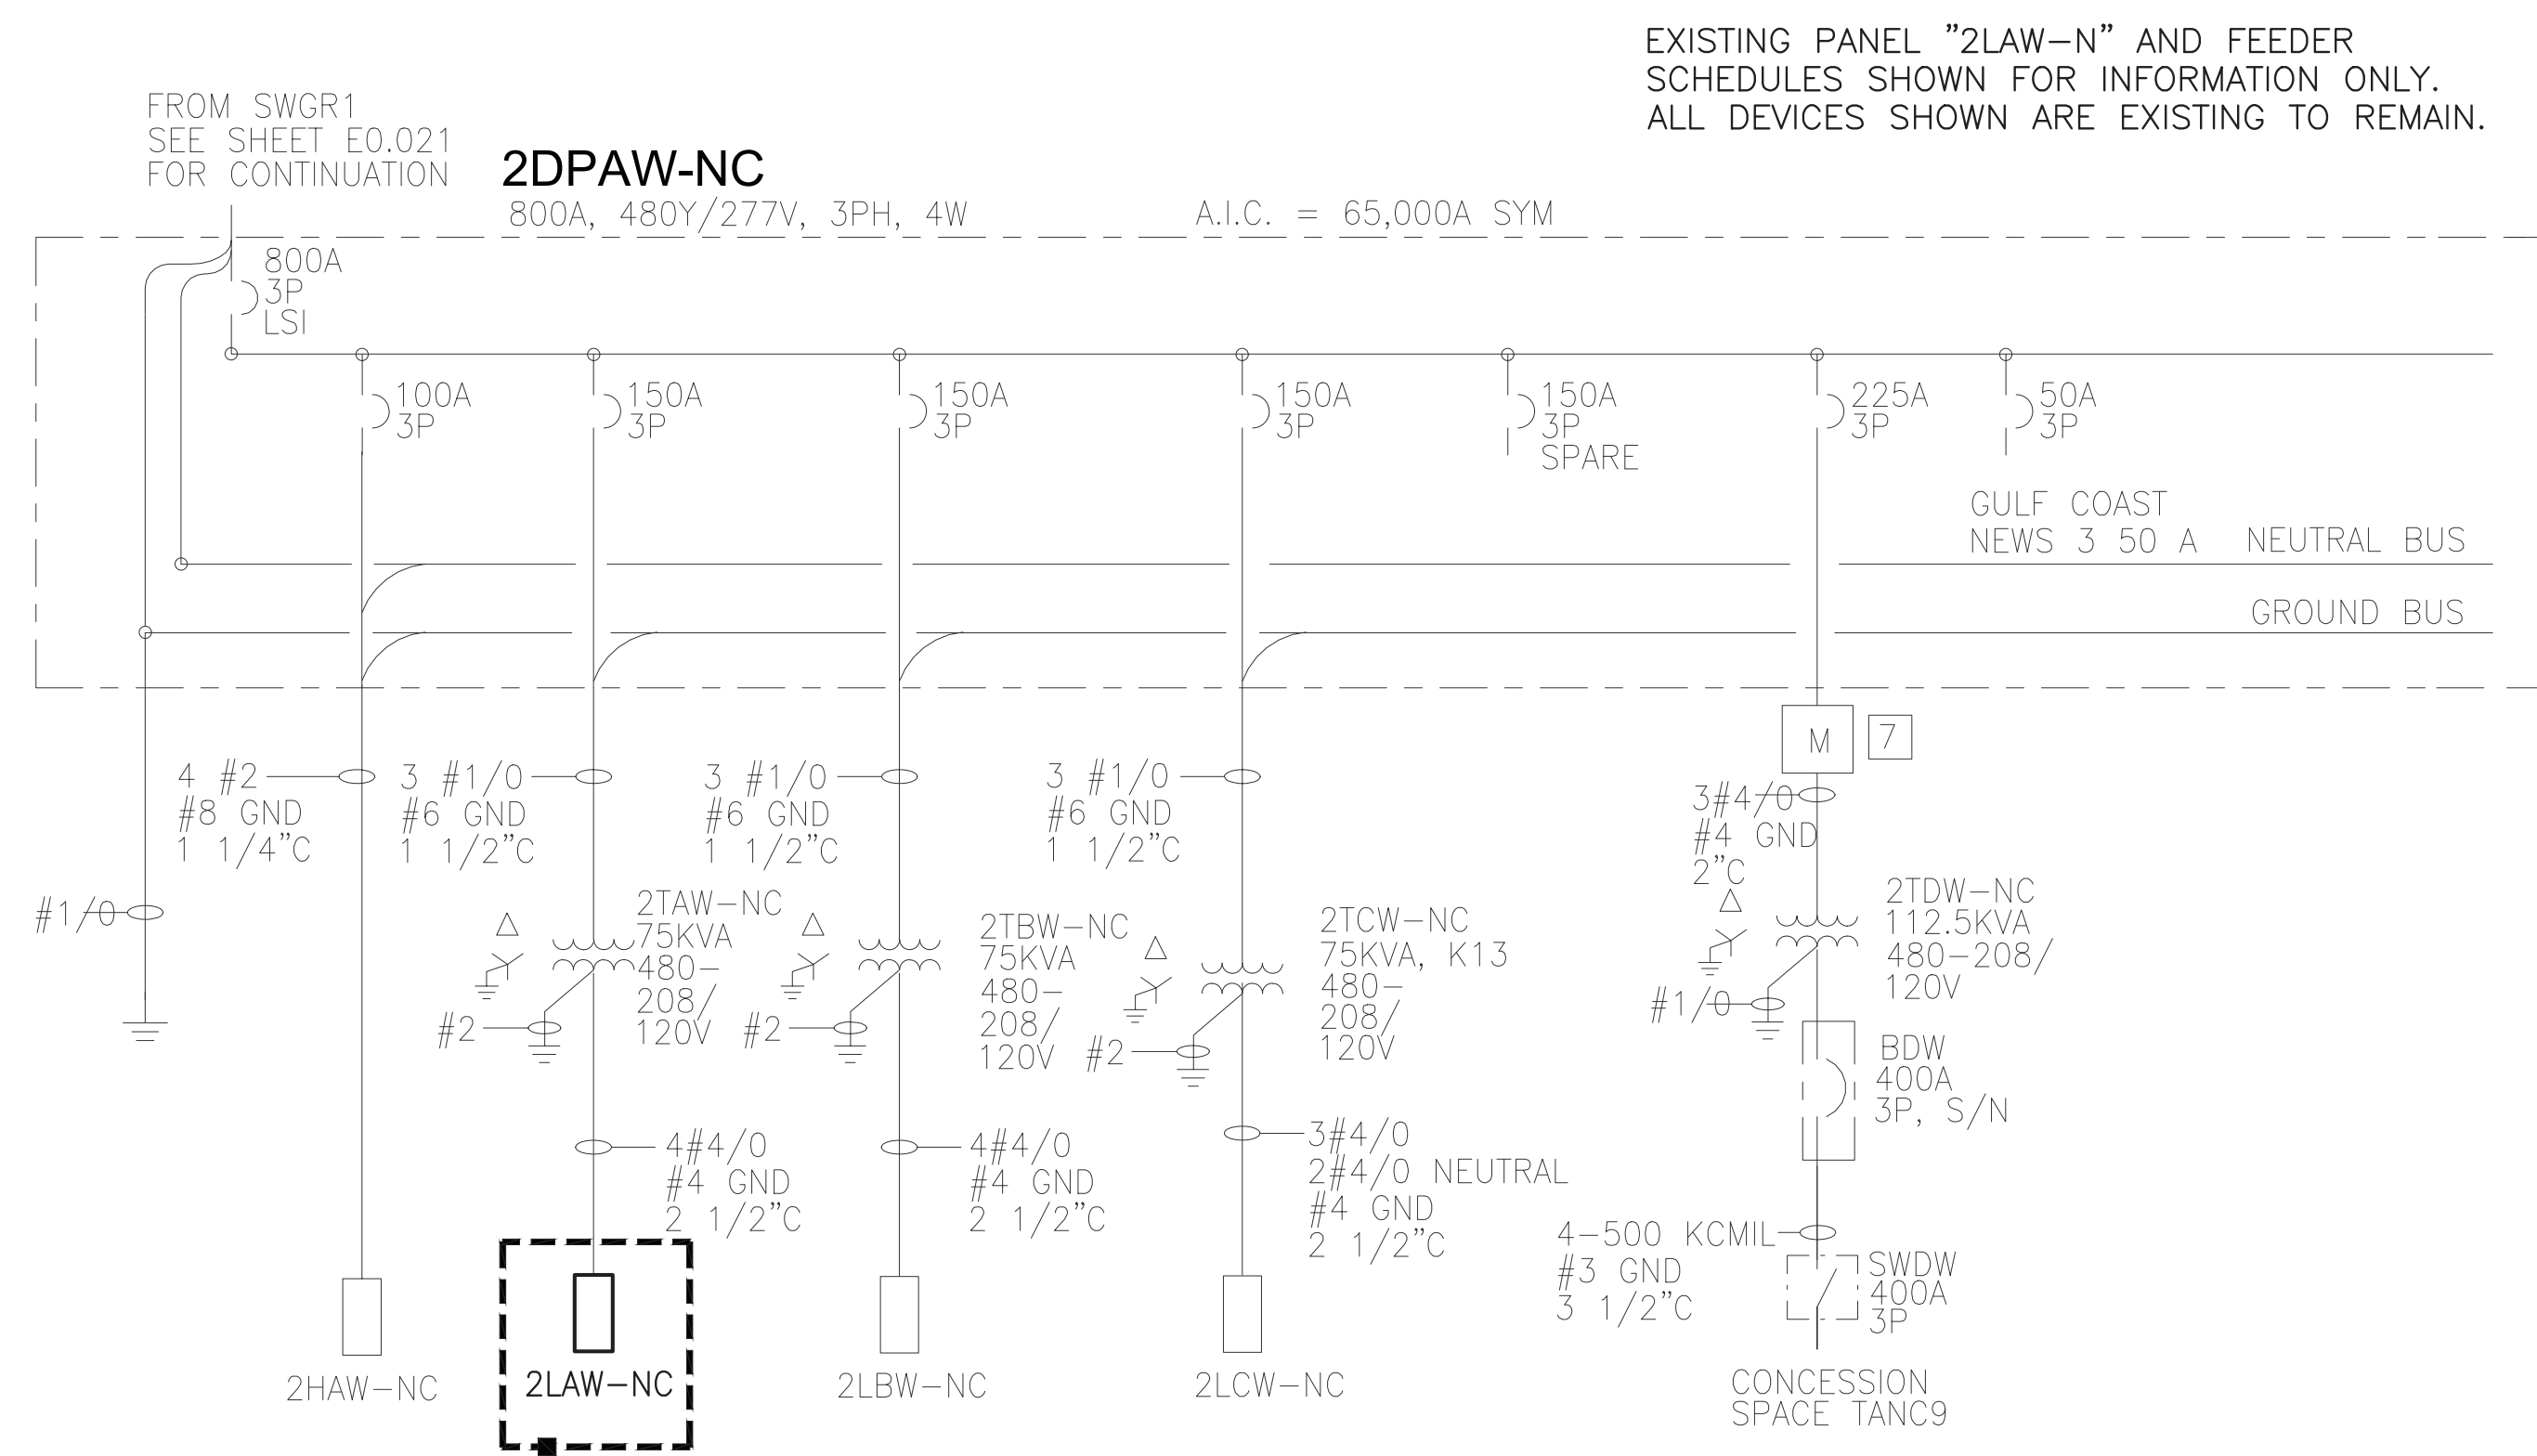 EXISTING PANEL "2LAW-N" AND FEEDER
SCHEDULES SHOWN FOR INFORMATION ONLY.
ALL DEVICES SHOWN ARE EXISTING TO REMAIN.
FROM SWGR1
SEE SHEET E0.021
FOR CONTINUATION
2DPAW-NC
800A, 480Y/277V, 3PH, 4W
A.I.C. = 65,000A SYM
800A
3P
LSI
100A
3P
150A
3P
150A
3P
150A
3P
150A
3P
SPARE
225A
3P
50A
3P
GULF COAST
NEWS 3 50 A
NEUTRAL BUS
GROUND BUS
#1/0
4 #2
#8 GND
1 1/4"C
3 #1/0
#6 GND
1 1/2"C
3 #1/0
#6 GND
1 1/2"C
3 #1/0
#6 GND
1 1/2"C
M
7
3#4/0
#4 GND
2"C
2TAW-NC
75KVA
480-
208/
120V
#2
2TBW-NC
75KVA
480-
208/
120V
#2
2TCW-NC
75KVA, K13
480-
208/
120V
#2
2TDW-NC
112.5KVA
480-208/
120V
#1/0
BDW
400A
3P, S/N
4#4/0
#4 GND
2 1/2"C
4#4/0
#4 GND
2 1/2"C
3#4/0
2#4/0 NEUTRAL
#4 GND
2 1/2"C
4-500 KCMIL
#3 GND
3 1/2"C
SWDW
400A
3P
2HAW-NC
2LAW-NC
2LBW-NC
2LCW-NC
CONCESSION
SPACE TANC9